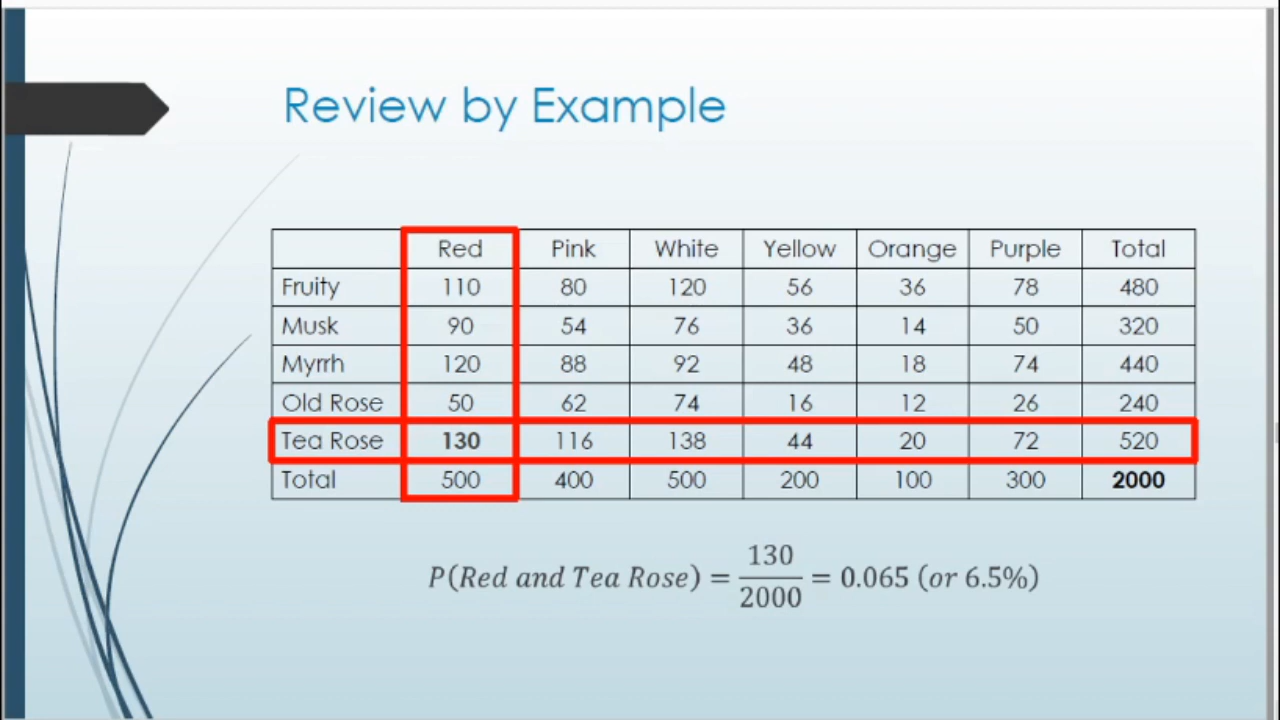 Review by Example
Red Pink White Yellow Orange Purple Total
Fruity 110 80 120 56 36 78 480
Musk 90 54 76 36 14 50 320
Myrrh 120 88 92 48 18 74 440
Old Rose 50 62 74 16 12 26 240
Tea Rose 130 116 138 44 20 72 520
Total 500 400 500 200 100 300 2000
P(Red and Tea Rose) = 130/2000 = 0.065 (or 6.5%)